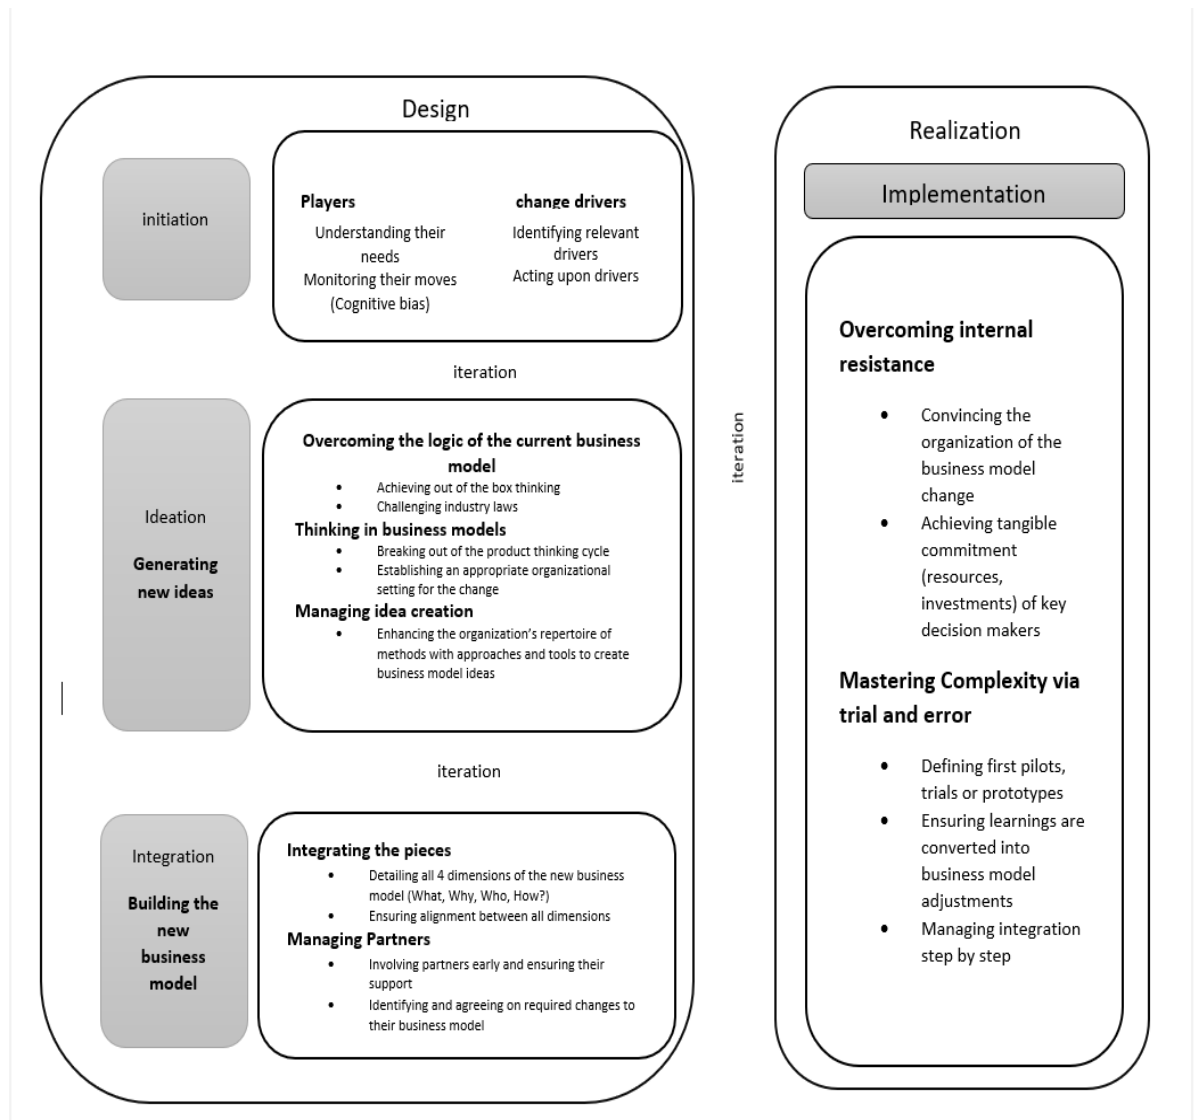 Design
initiation
Players
Understanding their
needs
Monitoring their moves
(Cognitive bias)
change drivers
Identifying relevant
drivers
Acting upon drivers
iteration
Ideation
Generating
new ideas
Overcoming the logic of the current business
model
• Achieving out of the box thinking
• Challenging industry laws
Thinking in business models
• Breaking out of the product thinking cycle
• Establishing an appropriate organizational
setting for the change
Managing idea creation
• Enhancing the organization's repertoire of
methods with approaches and tools to create
business model ideas
iteration
Integration
Building the
new
business
model
Integrating the pieces
• Detailing all 4 dimensions of the new business
model (What, Why, Who, How?)
• Ensuring alignment between all dimensions
Managing Partners
• Involving partners early and ensuring their
support
• Identifying and agreeing on required changes to
their business model
iteration
Realization
Implementation
Overcoming internal
resistance
• Convincing the
organization of the
business model
change
• Achieving tangible
commitment
(resources,
investments) of key
decision makers
Mastering Complexity via
trial and error
• Defining first pilots,
trials or prototypes
• Ensuring learnings are
converted into
business model
adjustments
• Managing integration
step by step